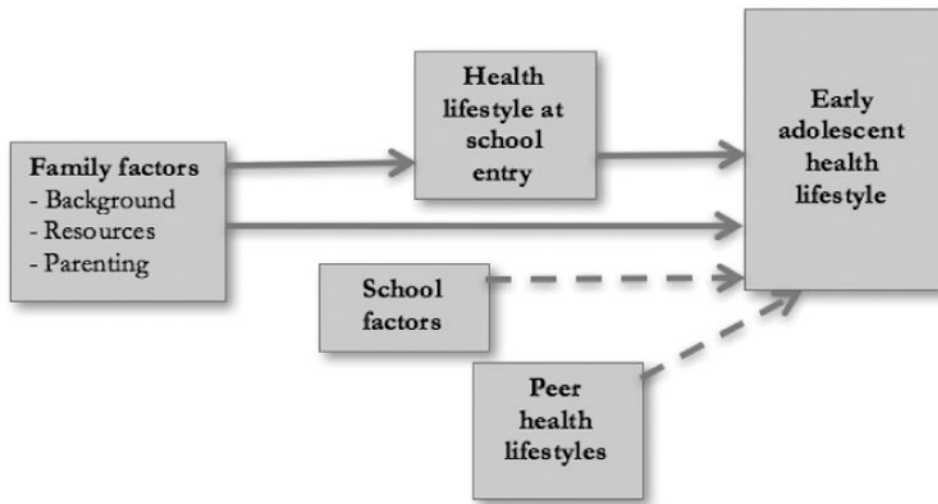 Family factors
- Background
- Resources
- Parenting
Health
lifestyle at
school
entry
Early
adolescent
health
lifestyle
School
factors
Peer
health
lifestyles